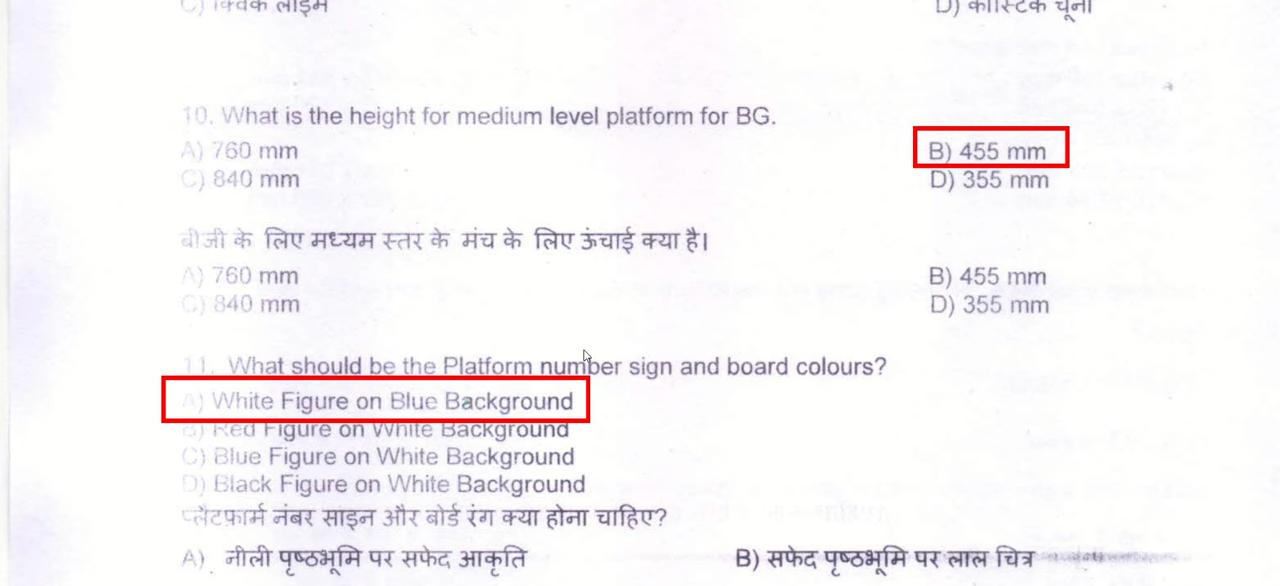 C) क्विक लाइम D) कास्टिक चूना
10. What is the height for medium level platform for BG.
A) 760 mm B) 455 mm
C) 840 mm D) 355 mm
बीजी के लिए मध्यम स्तर के मंच के लिए ऊंचाई क्या है।
A) 760 mm B) 455 mm
C) 840 mm D) 355 mm
11. What should be the Platform number sign and board colours?
A) White Figure on Blue Background
B) Red Figure on White Background
C) Blue Figure on White Background
D) Black Figure on White Background
प्लेटफ़ार्म नंबर साइन और बोर्ड रंग क्या होना चाहिए?
A) नीली पृष्ठभूमि पर सफेद आकृति B) सफेद पृष्ठभूमि पर लाल चित्र